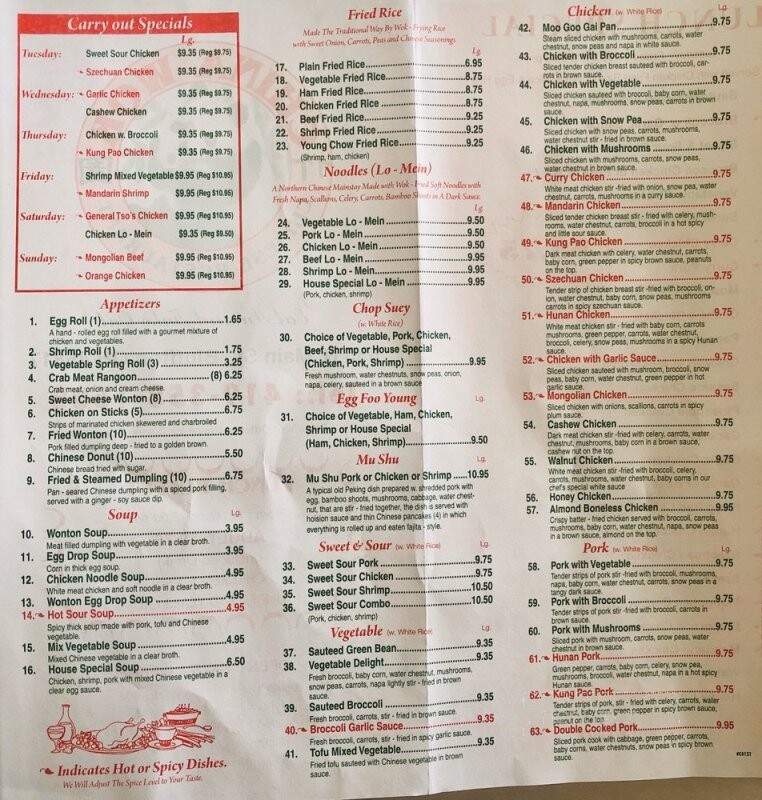 Carry out Specials
Lg.
Tuesday: Sweet Sour Chicken $9.35 (Reg $9.75)
Szechuan Chicken $9.35 (Reg $9.75)
Wednesday: Garlic Chicken $9.35 (Reg $9.75)
Cashew Chicken $9.35 (Reg $9.75)
Thursday: Chicken w. Broccoli $9.35 (Reg $9.75)
Kung Pao Chicken $9.35 (Reg $9.75)
Friday: Shrimp Mixed Vegetable $9.95 (Reg $10.95)
Mandarin Shrimp $9.95 (Reg $10.95)
Saturday: General Tso's Chicken $9.95 (Reg $10.95)
Chicken Lo - Mein $9.35 (Reg $9.50)
Sunday: Mongolian Beef $9.95 (Reg $10.95)
Orange Chicken $9.95 (Reg $10.95)
Appetizers
1. Egg Roll (1) 1.65
A hand - rolled egg roll filled with a gourmet mixture of
chicken and vegetables.
2. Shrimp Roll (1) 1.75
3. Vegetable Spring Roll (3) 3.25
4. Crab Meat Rangoon (8) 6.25
Crab meat, onion and cream cheese.
5. Sweet Cheese Wonton (8) 6.25
6. Chicken on Sticks (5) 6.75
Strips of marinated chicken skewered and charbroiled
7. Fried Wonton (10) 6.25
Pork filled dumpling deep - fried to a golden brown.
8. Chinese Donut (10) 5.50
Chinese bread fried with sugar.
9. Fried & Steamed Dumpling (10) 6.75
Pan - seared Chinese dumpling with a spiced pork filling,
served with a ginger - soy sauce dip.
Soup Lg.
10. Wonton Soup 3.95
Meat filled dumpling with vegetable in a clear broth.
11. Egg Drop Soup 3.95
Corn in thick egg soup.
12. Chicken Noodle Soup 4.95
White meat chicken and soft noodle in a clear broth.
13. Wonton Egg Drop Soup 4.95
14. Hot Sour Soup 4.95
Spicy thick soup made with pork, tofu and Chinese
vegetable.
15. Mix Vegetable Soup 4.95
Mixed Chinese vegetable in a clear broth.
16. House Special Soup 6.50
Chicken, shrimp, pork with mixed Chinese vegetable in a
clear egg sauce.
Indicates Hot or Spicy Dishes.
We Will Adjust The Spice Level to Your Taste.
Fried Rice
Made The Traditional Way By Wok - Frying Rice
with Sweet Onion, Carrots, Peas and Chinese Seasonings
Lg.
17. Plain Fried Rice 6.95
18. Vegetable Fried Rice 8.75
19. Ham Fried Rice 8.75
20. Chicken Fried Rice 8.75
21. Beef Fried Rice 9.25
22. Shrimp Fried Rice 9.25
23. Young Chow Fried Rice 9.25
(Shrimp, ham, chicken)
Noodles (Lo - Mein)
A Northern Chinese Mainstay Made with Wok - Fried Soft Noodles with
Fresh Napa, Scallions, Celery, Carrots, Bamboo Shoots in A Dark Sauce.
Lg.
24. Vegetable Lo - Mein 9.50
25. Pork Lo - Mein 9.50
26. Chicken Lo - Mein 9.50
27. Beef Lo - Mein 9.95
28. Shrimp Lo - Mein 9.95
29. House Special Lo - Mein 9.95
(Pork, chicken, shrimp)
Chop Suey
(w. White Rice)
30. Choice of Vegetable, Pork, Chicken,
Beef, Shrimp or House Special
(Chicken, Pork, Shrimp) 9.95
Fresh mushroom, water chestnuts, snow peas, onion,
napa, celery, sauteed in a brown sauce
Egg Foo Young Lg.
31. Choice of Vegetable, Ham, Chicken,
Shrimp or House Special
(Ham, Chicken, Shrimp) 9.50
Mu Shu Lg.
32. Mu Shu Pork or Chicken or Shrimp 10.95
A typical old Peking dish prepared w. shredded pork with
egg, bamboo shoots, mushrooms, cabbage, water chest-
nut, that are stir - fried together, the dish is served with
hoision sauce and thin Chinese pancakes (4) in which
everything is rolled up and eaten fajita - style.
Sweet & Sour (w. White Rice) Lg.
33. Sweet Sour Pork 9.75
34. Sweet Sour Chicken 9.75
35. Sweet Sour Shrimp 10.50
36. Sweet Sour Combo 10.50
(Pork, chicken, shrimp)
Vegetable (w. White Rice) Lg.
37. Sauteed Green Bean 9.35
38. Vegetable Delight 9.35
Fresh broccoli, baby corn, water chestnut, mushrooms,
snow peas, carrots, napa lightly stir - fried in brown
sauce.
39. Sauteed Broccoli 9.35
Fresh broccoli, carrots, stir - fried in brown sauce.
40. Broccoli Garlic Sauce 9.35
Fresh broccoli, carrots, stir - fried in spicy garlic sauce.
41. Tofu Mixed Vegetable 9.35
Fried tofu sauteed with Chinese vegetable in brown
sauce.
Chicken (w. White Rice) Lg.
42. Moo Goo Gai Pan 9.75
Steam sliced chicken with mushrooms, carrots, water
chestnut, snow peas and napa in white sauce.
43. Chicken with Broccoli 9.75
Sliced tender chicken breast sauteed with broccoli, car-
rots in brown sauce.
44. Chicken with Vegetable 9.75
Sliced chicken sauteed with broccoli, baby corn, water
chestnut, napa, mushrooms, snow peas, carrots in brown
sauce.
45. Chicken with Snow Pea 9.75
Sliced chicken with snow peas, carrots, mushrooms,
water chestnut stir - fried in brown sauce.
46. Chicken with Mushrooms 9.75
Sliced chicken with mushrooms, carrots, snow peas,
water chestnut in brown sauce.
47. Curry Chicken 9.75
White meat chicken stir -fried with onion, snow pea, water
chestnut, carrots, mushrooms in a curry sauce.
48. Mandarin Chicken 9.75
Sliced tender chicken breast stir - fried with celery, mush-
rooms, water chestnut, carrots, broccoli in a hot spicy
and little sour sauce.
49. Kung Pao Chicken 9.75
Dark meat chicken with celery, water chestnut, carrots,
baby corn, green pepper in spicy brown sauce, peanuts
on the top.
50. Szechuan Chicken 9.75
Tender strip of chicken breast stir - fried with broccoli, on-
ion, water chestnut, baby corn, snow peas, mushrooms
carrots in spicy szechuan sauce.
51. Hunan Chicken 9.75
White meat chicken stir - fried with baby corn, carrots
mushrooms, green pepper, carrots, water chestnut,
broccoli, celery, snow peas, mushrooms in a spicy Hunan
sauce.
52. Chicken with Garlic Sauce 9.75
Sliced chicken sauteed with mushroom, broccoli, snow
peas, baby corn, water chestnut, green pepper in hot
garlic sauce.
53. Mongolian Chicken 9.75
Sliced chicken with onions, scallions, carrots in spicy
plum sauce.
54. Cashew Chicken 9.75
Dark meat chicken stir fried with celery, carrots, water
chestnut, mushrooms, baby corn in a brown sauce,
cashew nut on the top.
55. Walnut Chicken 9.75
White meat chicken stir -fried with broccoli, celery,
carrots, mushrooms, water chestnut, baby corns in our
chef's special white sauce
56. Honey Chicken 9.75
57. Almond Boneless Chicken 9.95
Crispy batter - fried chicken served with broccoli, carrots,
mushrooms, baby corn, water chestnut, napa, snow peas
in a brown sauce, almond on the top.
Pork (w. White Rice) Lg.
58. Pork with Vegetable 9.75
Tender strips of pork stir -fried with broccoli, mushrooms,
napa, baby corn, water chestnut, carrots, snow peas in a
tangy dark sauce.
59. Pork with Broccoli 9.75
Tender strips of pork stir -fried with broccoli, carrots in
brown sauce.
60. Pork with Mushrooms 9.75
Sliced pork with mushroom, carrots, snow peas, water
chestnut in brown sauce.
61. Hunan Pork 9.75
Green pepper, carrots, baby corn, celery, snow pea,
mushrooms, broccoli, water chestnut, napa in a hot spicy
Hunan sauce.
62. Kung Pao Pork 9.75
Tender strips of pork, stir - fried with celery, carrots, water
chestnut, baby corn, green pepper in spicy brown sauce,
peanut on the top.
63. Double Cooked Pork 9.95
Sliced pork cook with cabbage, green pepper, carrots,
baby corns, water chestnuts, snow peas in spicy brown
sauce.